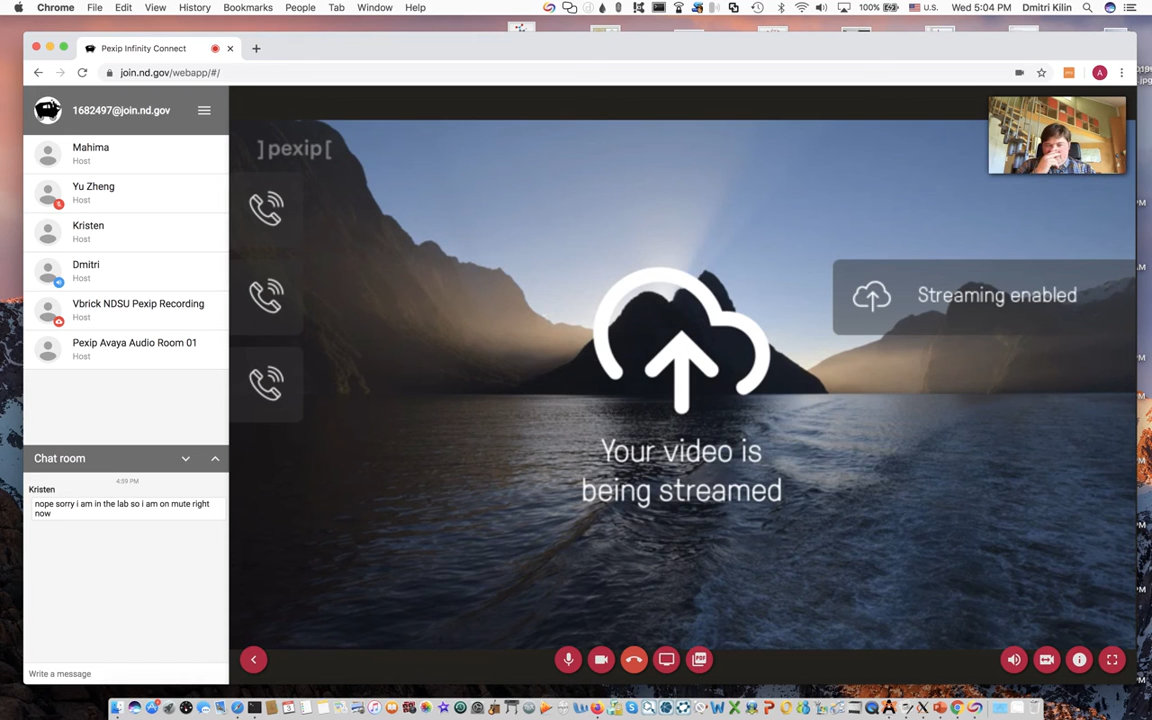 Chrome File Edit View History Bookmarks People Tab Window Help 100% U.S. Wed 5:04 PM Dmitri Kilin
Pexip Infinity Connect
join.nd.gov/webapp/#/ A
1682497@join.nd.gov
Mahima
Host
Yu Zheng
Host
Kristen
Host
Dmitri
Host
Vbrick NDSU Pexip Recording
Host
Pexip Avaya Audio Room 01
Host
Chat room
4:59 PM
Kristen
nope sorry i am in the lab so i am on mute right
now
Write a message
]pexip[
Streaming enabled
Your video is
being streamed
PDF